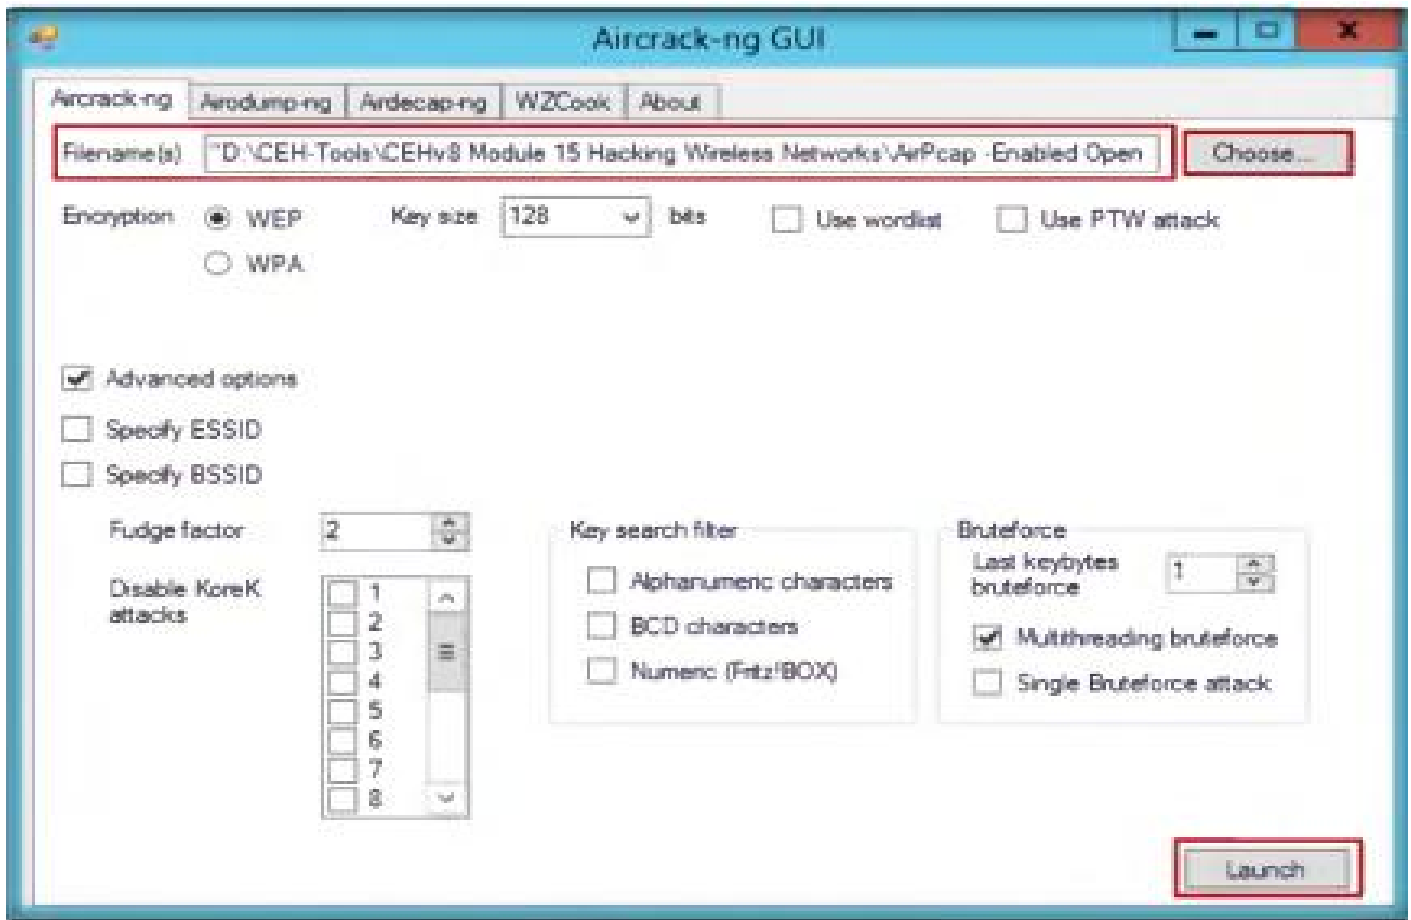 Aircrack-ng GUI
Aircrack-ng Airodump-ng Airdecap-ng WZCook About
Filename(s) "D:\CEH-Tools\CEHv8 Module 15 Hacking Wireless Networks\AirPcap -Enabled Open Choose...
Encryption WEP Key size 128 bits Use wordlist Use PTW attack
WPA
Advanced options
Specify ESSID
Specify BSSID
Fudge factor 2
Disable KoreK
attacks
1
2
3
4
5
6
7
8
Key search filter
Alphanumeric characters
BCD characters
Numeric (Fritz!BOX)
Bruteforce
Last keybytes
bruteforce 1
Multithreading bruteforce
Single Bruteforce attack
Launch